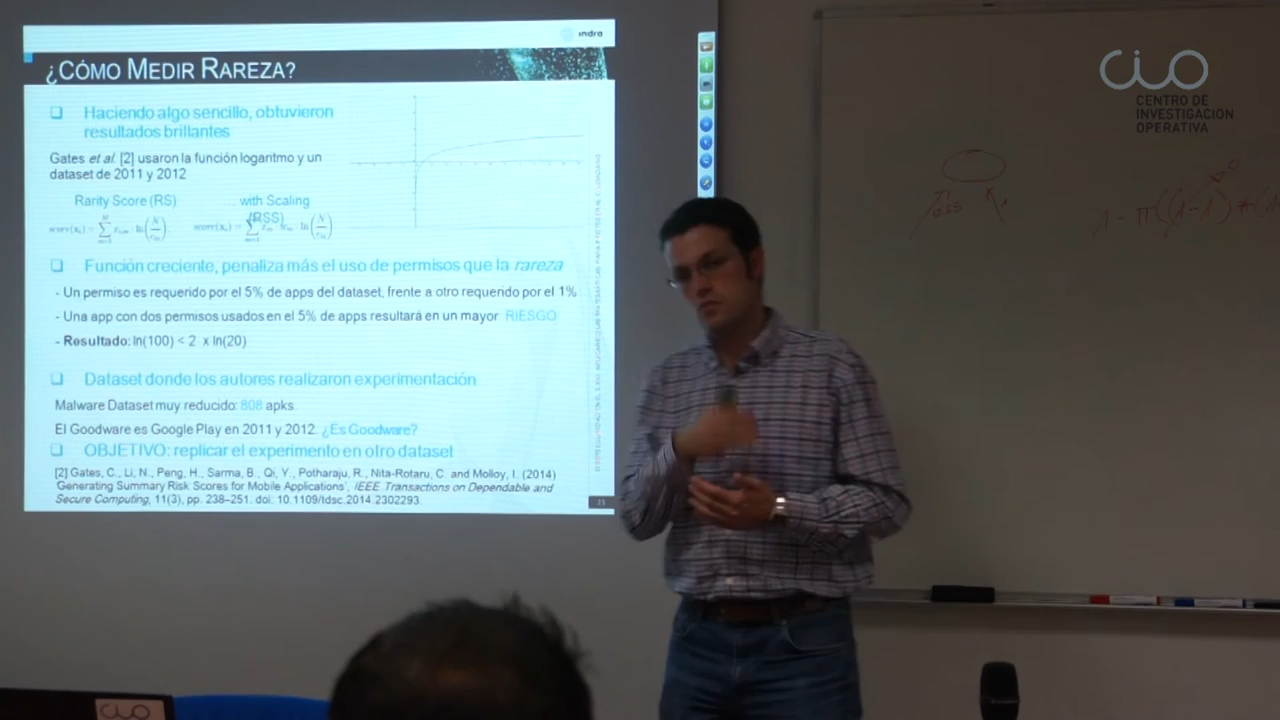 indra
¿CÓMO MEDIR RAREZA?
❑ Haciendo algo sencillo, obtuvieron
resultados brillantes
Gates et al. [2] usaron la función logaritmo y un
dataset de 2011 y 2012
Rarity Score (RS)
with Scaling
(RSS)
❑ Función creciente, penaliza más el uso de permisos que la rareza
- Un permiso es requerido por el 5% de apps del dataset, frente a otro requerido por el 1%
- Una app con dos permisos usados en el 5% de apps resultará en un mayor RIESGO
- Resultado: ln(100) < 2 x ln(20)
❑ Dataset donde los autores realizaron experimentación
Malware Dataset muy reducido: 808 apks.
El Goodware es Google Play en 2011 y 2012. ¿Es Goodware?
❑ OBJETIVO: replicar el experimento en otro dataset
[2] Gates, C., Li, N., Peng, H., Sarma, B., Qi, Y., Potharaju, R., Nita-Rotaru, C. and Molloy, I. (2014)
'Generating Summary Risk Scores for Mobile Applications', IEEE Transactions on Dependable and
Secure Computing, 11(3), pp. 238–251. doi: 10.1109/tdsc.2014.2302293.
CIO
CENTRO DE
INVESTIGACIÓN
OPERATIVA
CIO